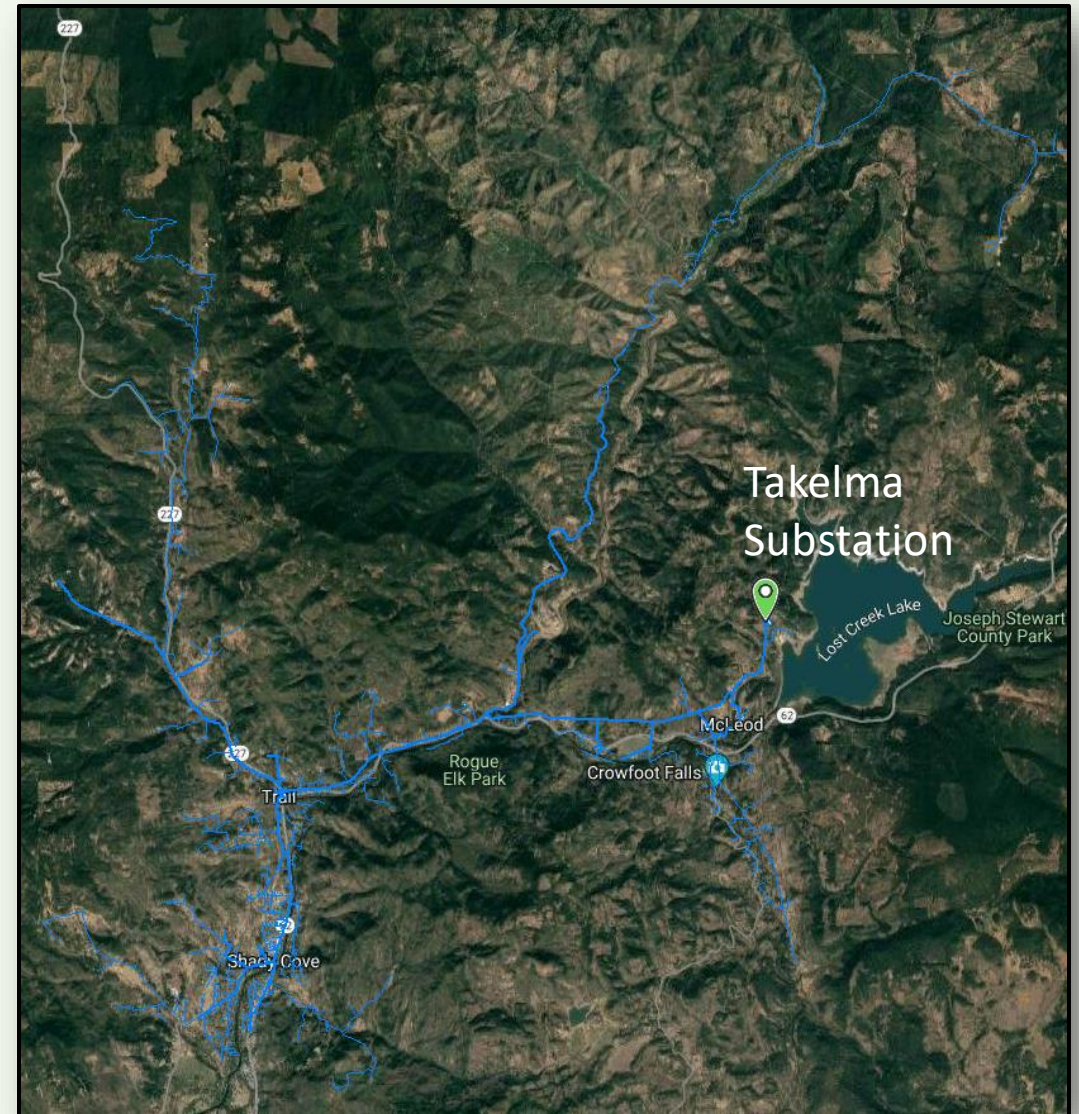 227
Takelma
Substation
227
Lost Creek Lake
Joseph Stewart
County Park
62
McLeod
227
Rogue
Elk Park
Crowfoot Falls
Trail
Shady Cove